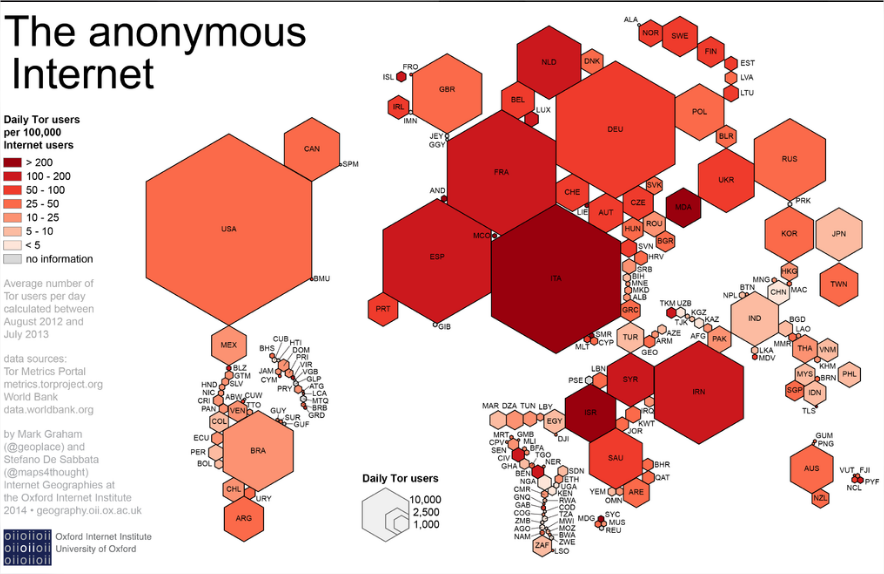 The anonymous
Internet
Daily Tor users
per 100,000
Internet users
> 200
100 - 200
50 - 100
25 - 50
10 - 25
5 - 10
< 5
no information
Average number of
Tor users per day
calculated between
August 2012 and
July 2013
data sources:
Tor Metrics Portal
metrics.torproject.org
World Bank
data.worldbank.org
by Mark Graham
(@geoplace) and
Stefano De Sabbata
(@maps4thought)
Internet Geographies at
the Oxford Internet Institute
2014 • geography.oii.ox.ac.uk
oiioiioii
oiioiioii
oiioiioii
Oxford Internet Institute
University of Oxford
Daily Tor users
10,000
2,500
1,000
CAN
SPM
USA
BMU
MEX
BLZ
GTM
SLV
HND
NIC
CRI
PAN
ABW
CUW
TTO
VEN
COL
GUY
SUR
GUF
ECU
PER
BOL
BRA
CHL
URY
ARG
CUB
HTI
BHS
DOM
PRI
VIR
JAM
VGB
CYM
GLP
PRY
ATG
LCA
MTQ
BRB
GRD
FRO
ISL
GBR
IRL
IMN
JEY
GGY
NLD
DNK
BEL
LUX
DEU
ALA
NOR
SWE
FIN
EST
LVA
LTU
POL
BLR
RUS
UKR
FRA
AND
CHE
LIE
AUT
SVK
CZE
MDA
HUN
ROU
BGR
MCO
ESP
ITA
SVN
HRV
SRB
BIH
MNE
MKD
ALB
GRC
PRT
GIB
SMR
MLT
CYP
TUR
GEO
AZE
ARM
TKM
UZB
TJK
KGZ
KAZ
AFG
PAK
PRK
KOR
JPN
HKG
MNG
MAC
CHN
BTN
NPL
TWN
IND
BGD
LAO
MMR
LKA
MDV
THA
VNM
KHM
MYS
BRN
PHL
SGP
IDN
TLS
LBN
PSE
SYR
IRN
ISR
IRQ
KWT
JOR
SAU
BHR
QAT
YEM
OMN
ARE
MAR
DZA
TUN
LBY
EGY
DJI
MRT
GMB
CPV
MLI
SEN
BFA
CIV
TGO
GHA
NER
BEN
SDN
NGA
ETH
UGA
CMR
KEN
GNQ
RWA
GAB
COD
COG
TZA
ZMB
MWI
AGO
MOZ
NAM
BWA
ZWE
ZAF
LSO
MDG
SYC
MUS
REU
GUM
PNG
AUS
NZL
VUT
FJI
NCL
PYF